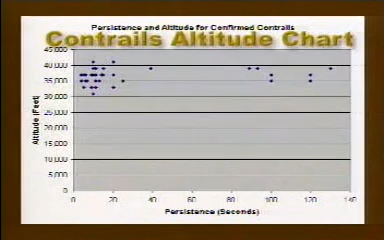 Persistence and Altitude for Confirmed Contrails
Contrails Altitude Chart
45,000
40,000
35,000
30,000
25,000
20,000
15,000
10,000
5,000
0
Altitude (Feet)
0 20 40 60 80 100 120 140
Persistence (Seconds)